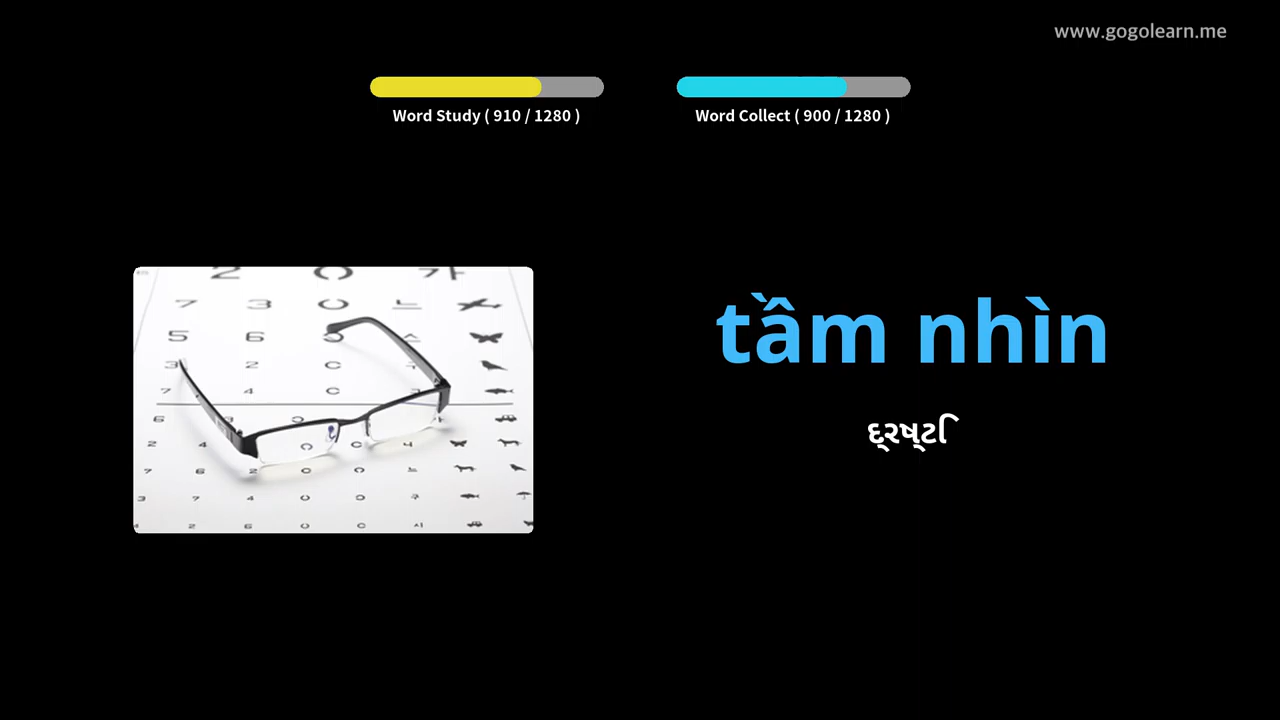 www.gogolearn.me
Word Study ( 910 / 1280 )
Word Collect ( 900 / 1280 )
tầm nhìn
દ્રષ્ટિ